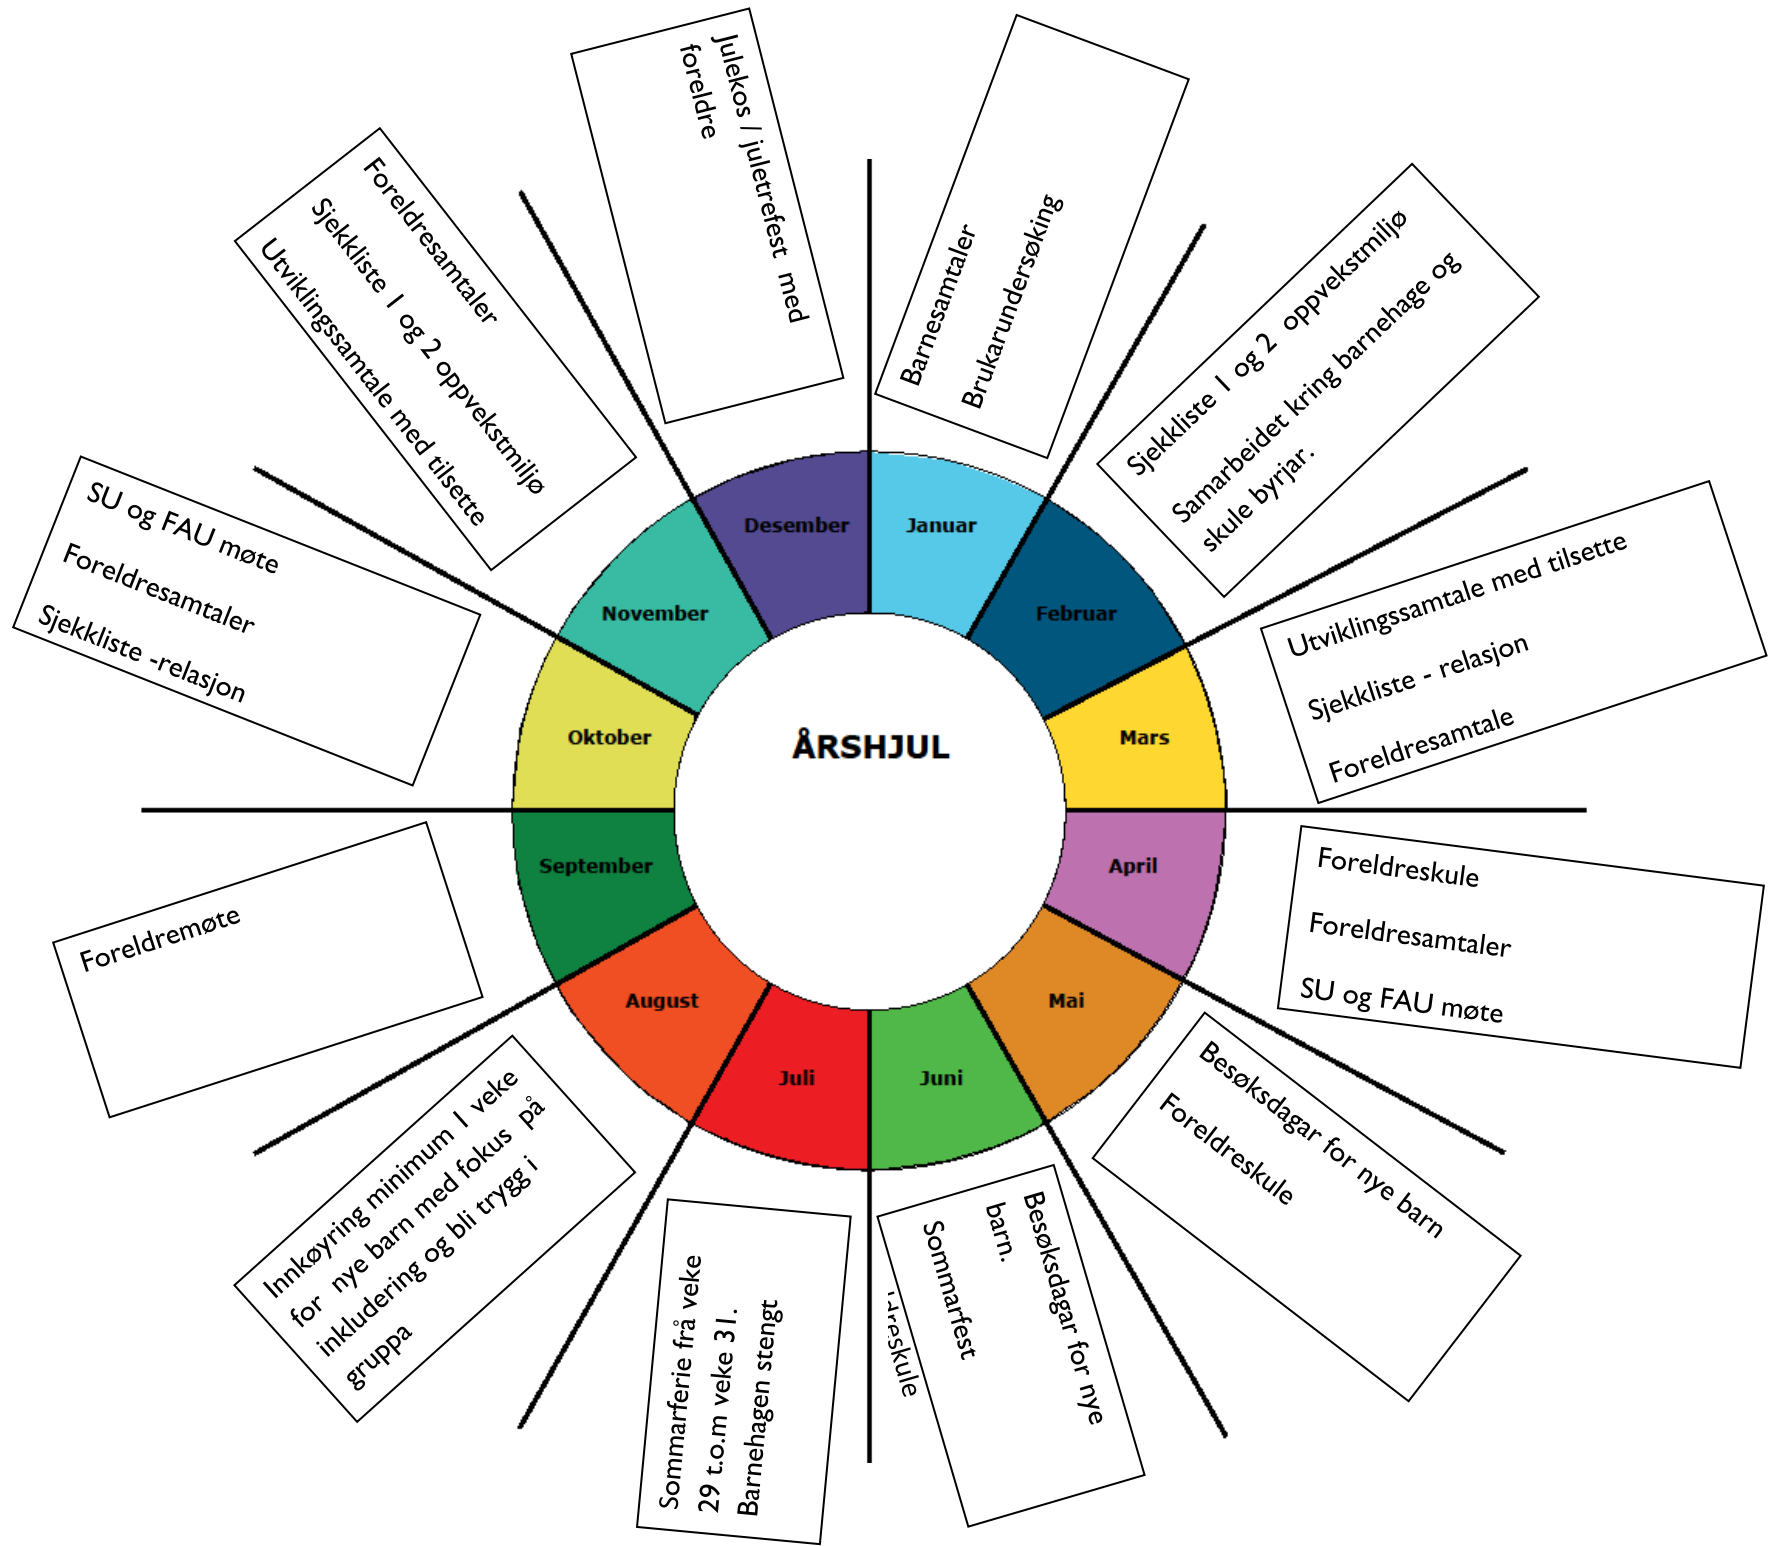 ÅRSHJUL
Januar
Barnesamtaler
Brukarundersøking
Februar
Sjekkliste 1 og 2 oppvekstmiljø
Samarbeidet kring barnehage og
skule byrjar.
Mars
Utviklingssamtale med tilsette
Sjekkliste - relasjon
Foreldresamtale
April
Foreldreskule
Foreldresamtaler
SU og FAU møte
Mai
Besøksdagar for nye barn
Foreldreskule
Juni
Besøksdagar for nye
barn.
Sommarfest
Juli
Sommarferie frå veke
29 t.o.m veke 31.
Barnehagen stengt
August
Innkøyring minimum 1 veke
for nye barn med fokus på
inkludering og bli trygg i
gruppa
September
Foreldremøte
Oktober
SU og FAU møte
Foreldresamtaler
Sjekkliste -relasjon
November
Foreldresamtaler
Sjekkliste 1 og 2 oppvekstmiljø
Utviklingssamtale med tilsette
Desember
Julekos / juletrefest med
foreldre